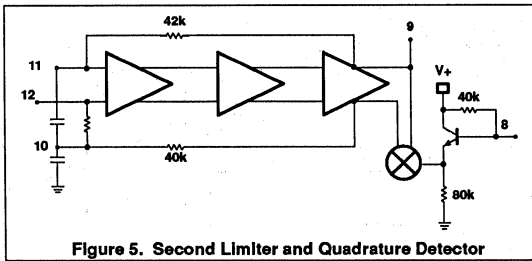 42k
9
11
V+
12
40k
8
10
40k
80k
Figure 5. Second Limiter and Quadrature Detector